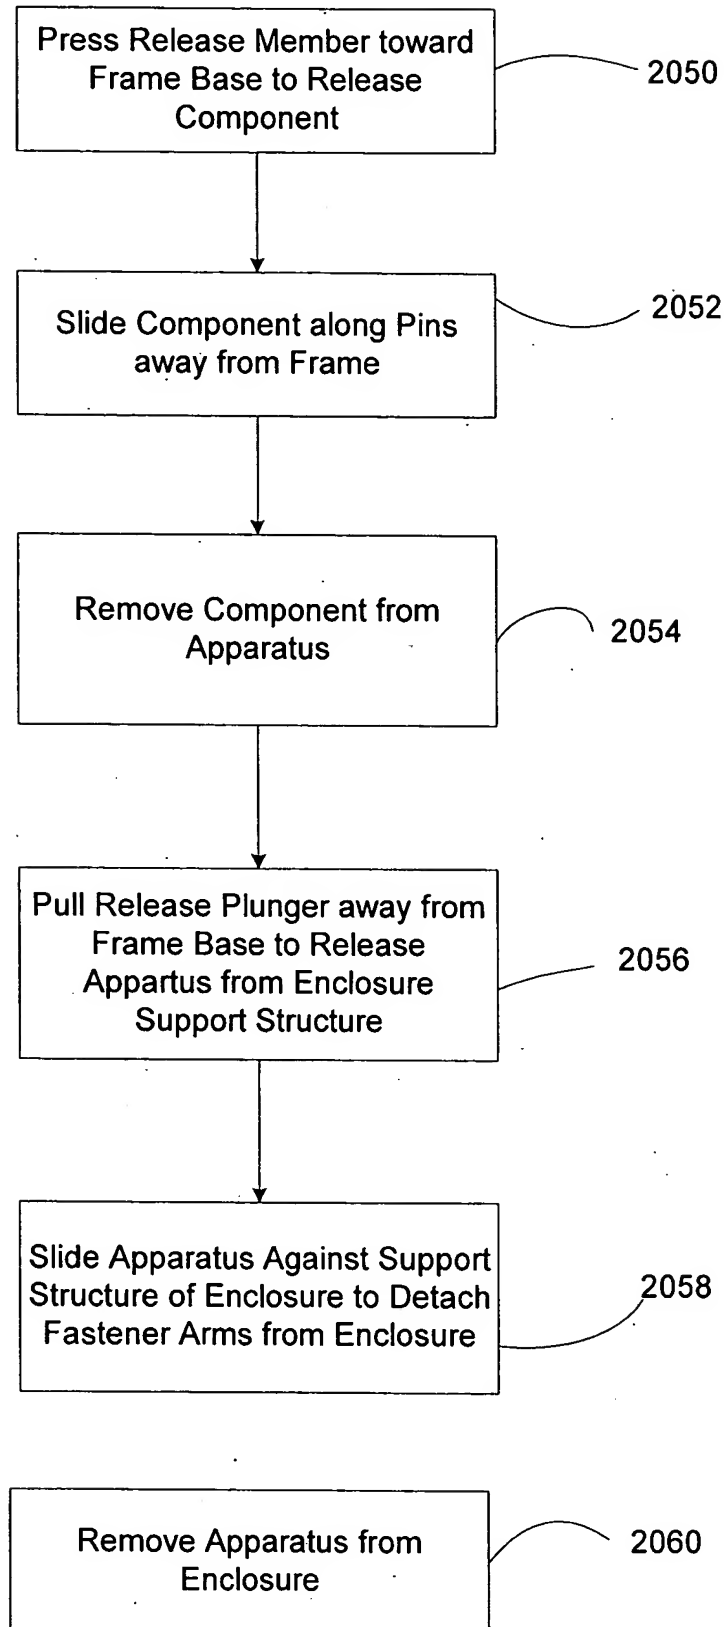 Press Release Member toward
Frame Base to Release
Component
2050
Slide Component along Pins
away from Frame
2052
Remove Component from
Apparatus
2054
Pull Release Plunger away from
Frame Base to Release
Appartus from Enclosure
Support Structure
2056
Slide Apparatus Against Support
Structure of Enclosure to Detach
Fastener Arms from Enclosure
2058
Remove Apparatus from
Enclosure
2060